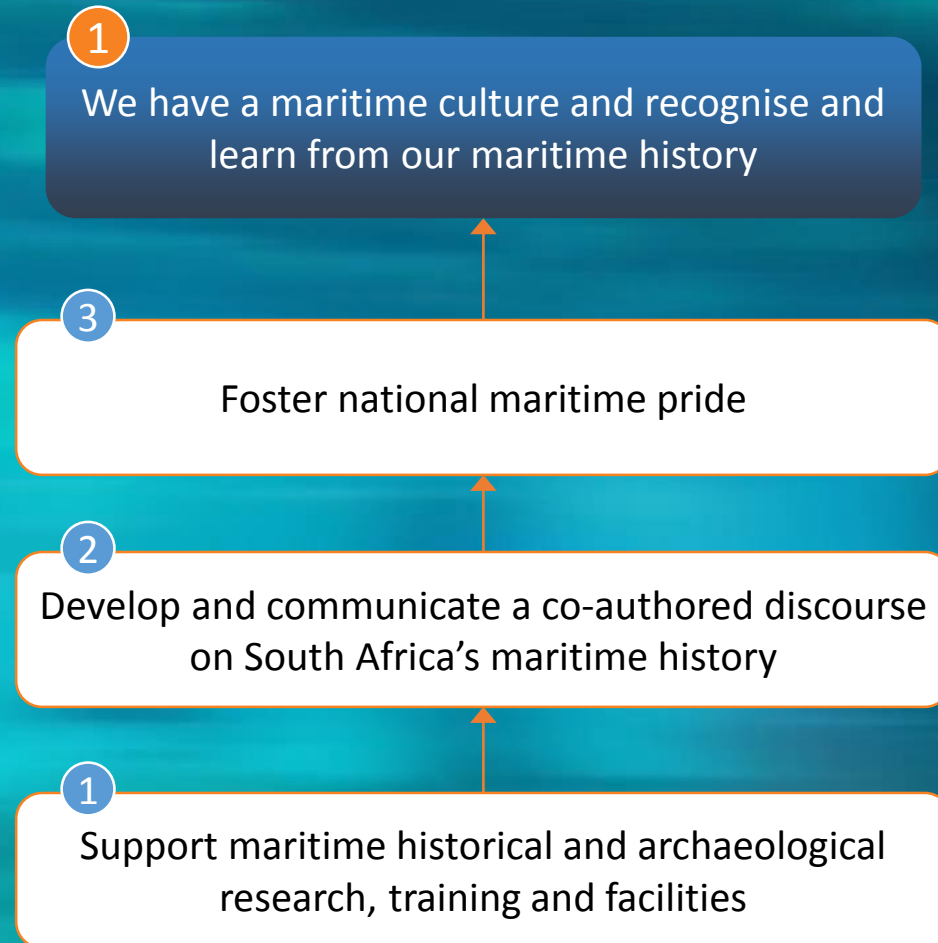 1
We have a maritime culture and recognise and
learn from our maritime history
3
Foster national maritime pride
2
Develop and communicate a co-authored discourse
on South Africa’s maritime history
1
Support maritime historical and archaeological
research, training and facilities